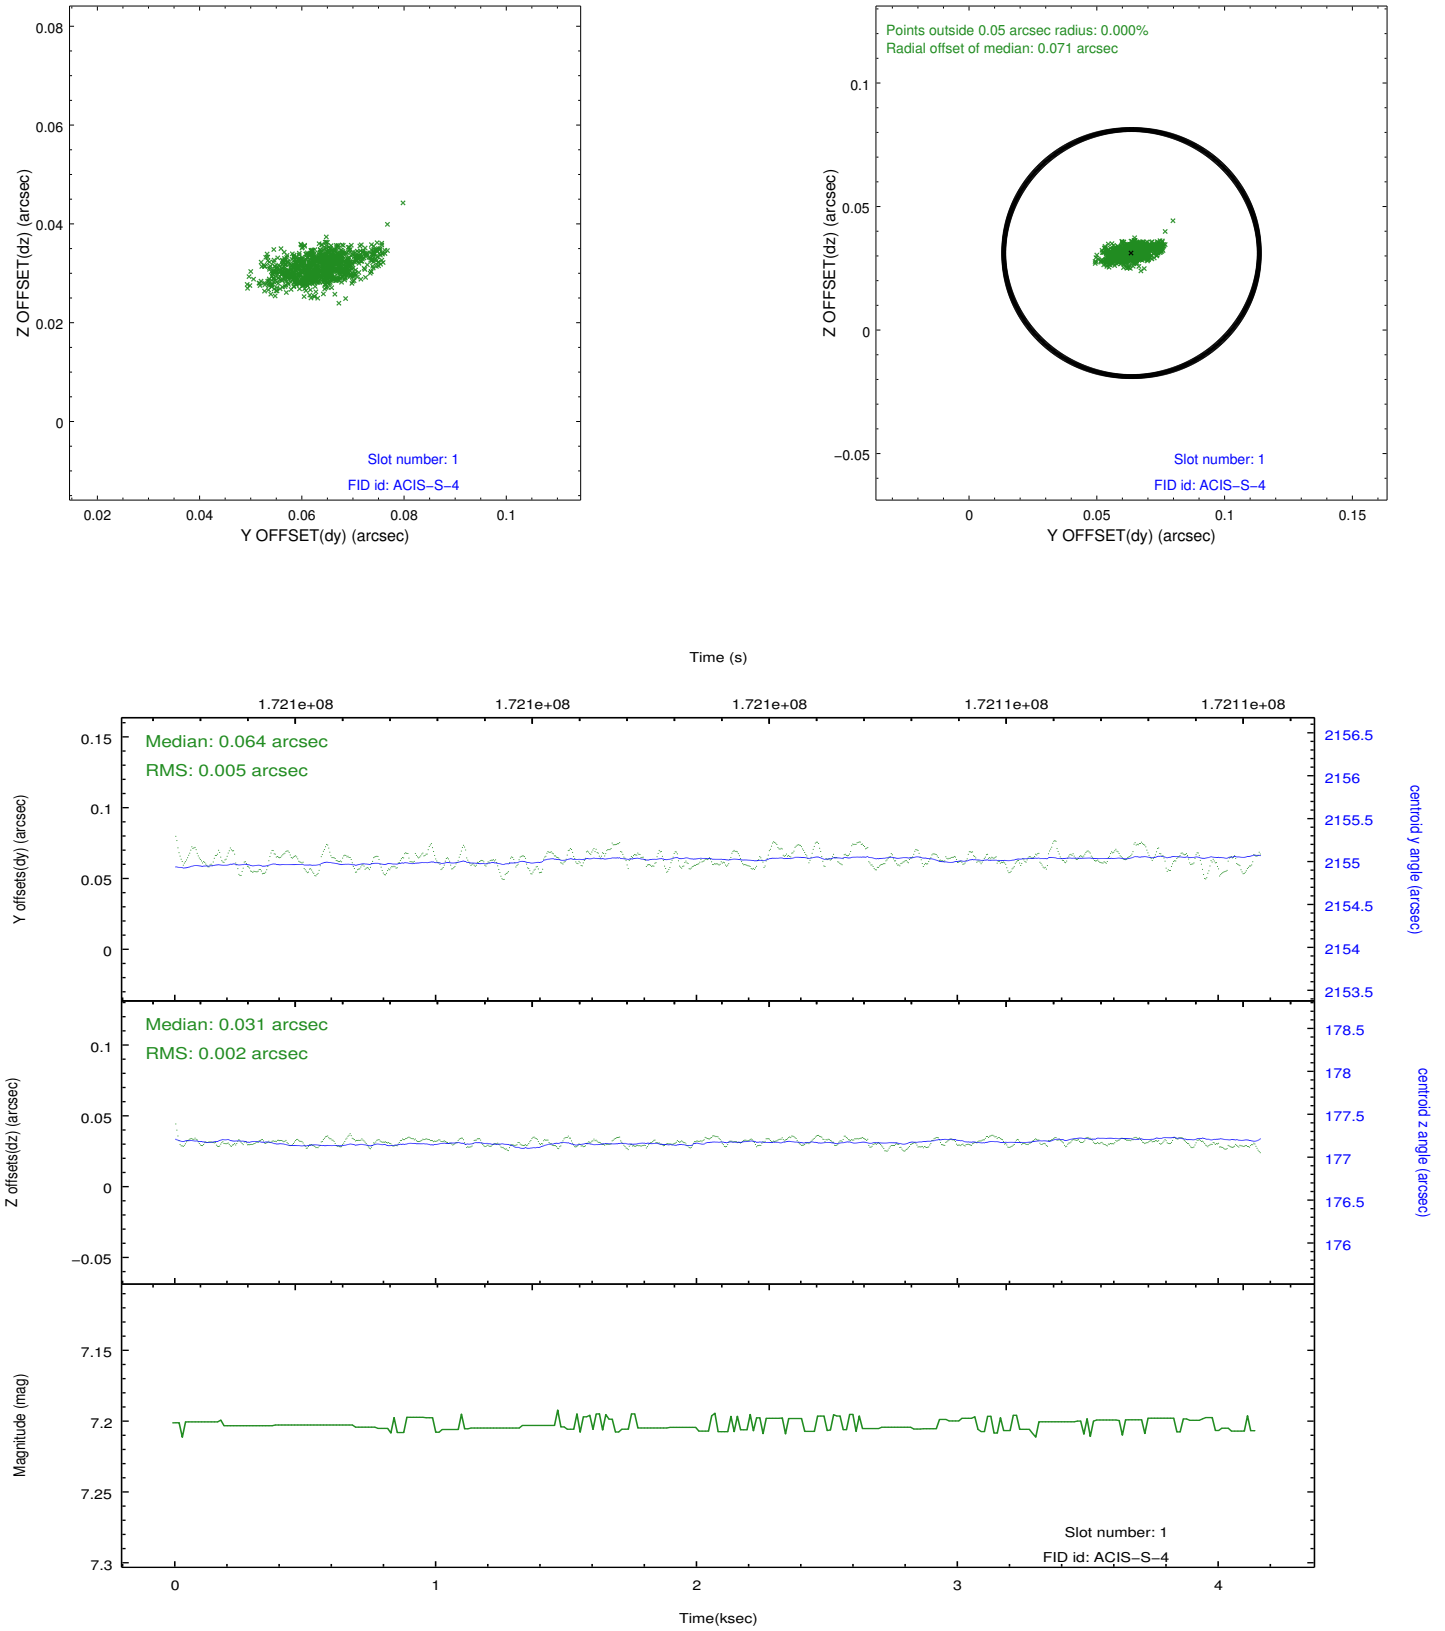 0.08
0.06
0.04
0.02
0
Z OFFSET(dz) (arcsec)
Slot number: 1
FID id: ACIS−S−4
0.02
0.04
0.06
0.08
0.1
Y OFFSET(dy) (arcsec)
Points outside 0.05 arcsec radius: 0.000%
Radial offset of median: 0.071 arcsec
0.1
0.05
0
−0.05
Z OFFSET(dz) (arcsec)
Slot number: 1
FID id: ACIS−S−4
0
0.05
0.1
0.15
Y OFFSET(dy) (arcsec)
Time (s)
1.721e+08
1.721e+08
1.721e+08
1.7211e+08
1.7211e+08
Median: 0.064 arcsec
RMS: 0.005 arcsec
0.15
0.1
0.05
0
Y offsets(dy) (arcsec)
2156.5
2156
2155.5
2155
2154.5
2154
2153.5
centroid y angle (arcsec)
Median: 0.031 arcsec
RMS: 0.002 arcsec
0.1
0.05
0
−0.05
Z offsets(dz) (arcsec)
178.5
178
177.5
177
176.5
176
centroid z angle (arcsec)
7.15
7.2
7.25
7.3
Magnitude (mag)
Slot number: 1
FID id: ACIS−S−4
0
1
2
3
4
Time(ksec)